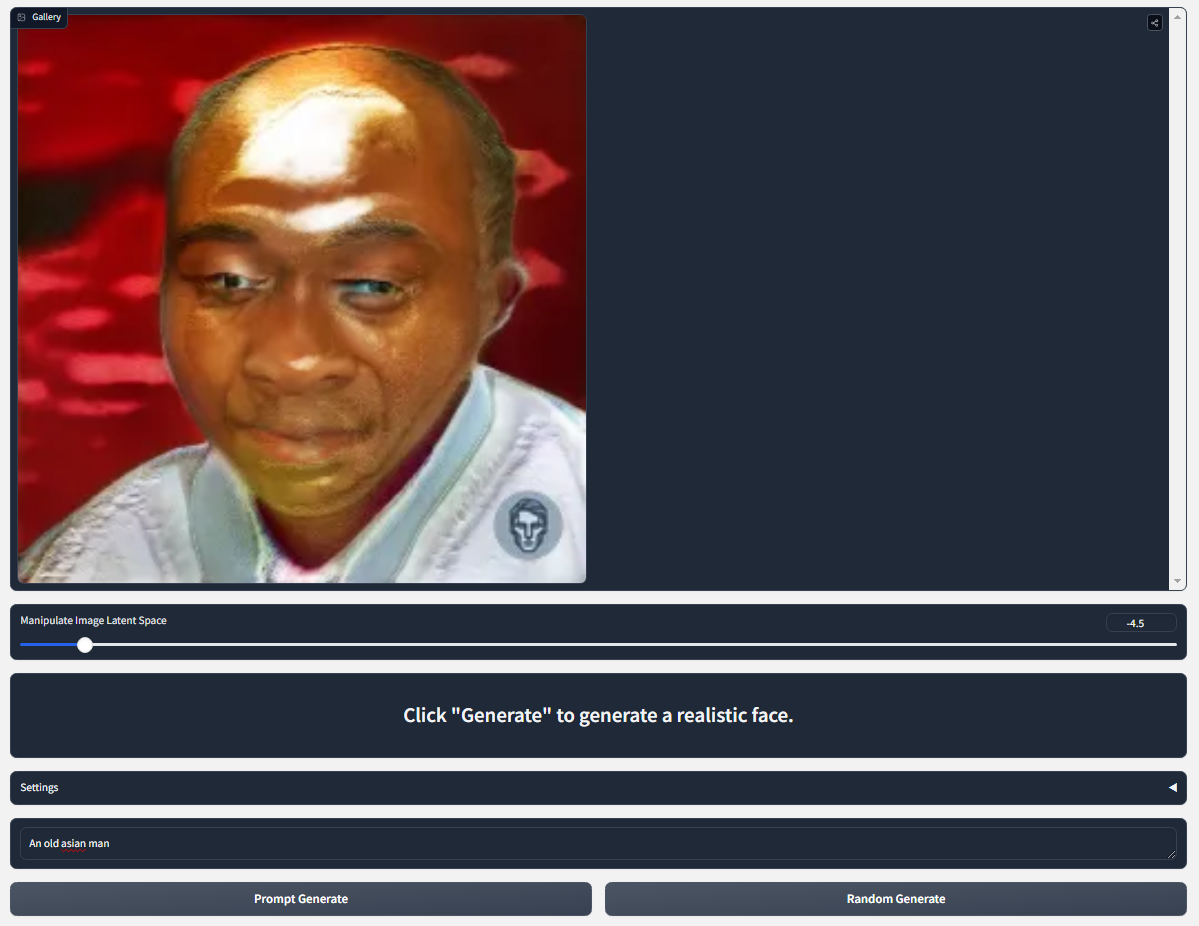 Gallery
Manipulate Image Latent Space
-4.5
Click "Generate" to generate a realistic face.
Settings
An old asian man
Prompt Generate
Random Generate